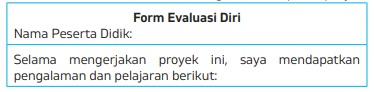 Form Evaluasi Diri
Nama Peserta Didik:
Selama mengerjakan proyek ini, saya mendapatkan
pengalaman dan pelajaran berikut: